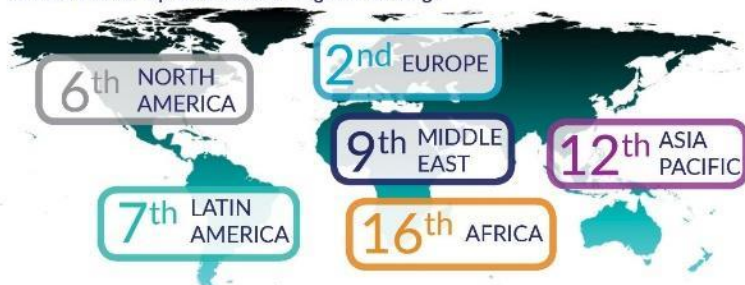 6th NORTH
AMERICA
2nd EUROPE
9th MIDDLE
EAST
12th ASIA
PACIFIC
7th LATIN
AMERICA
16th AFRICA